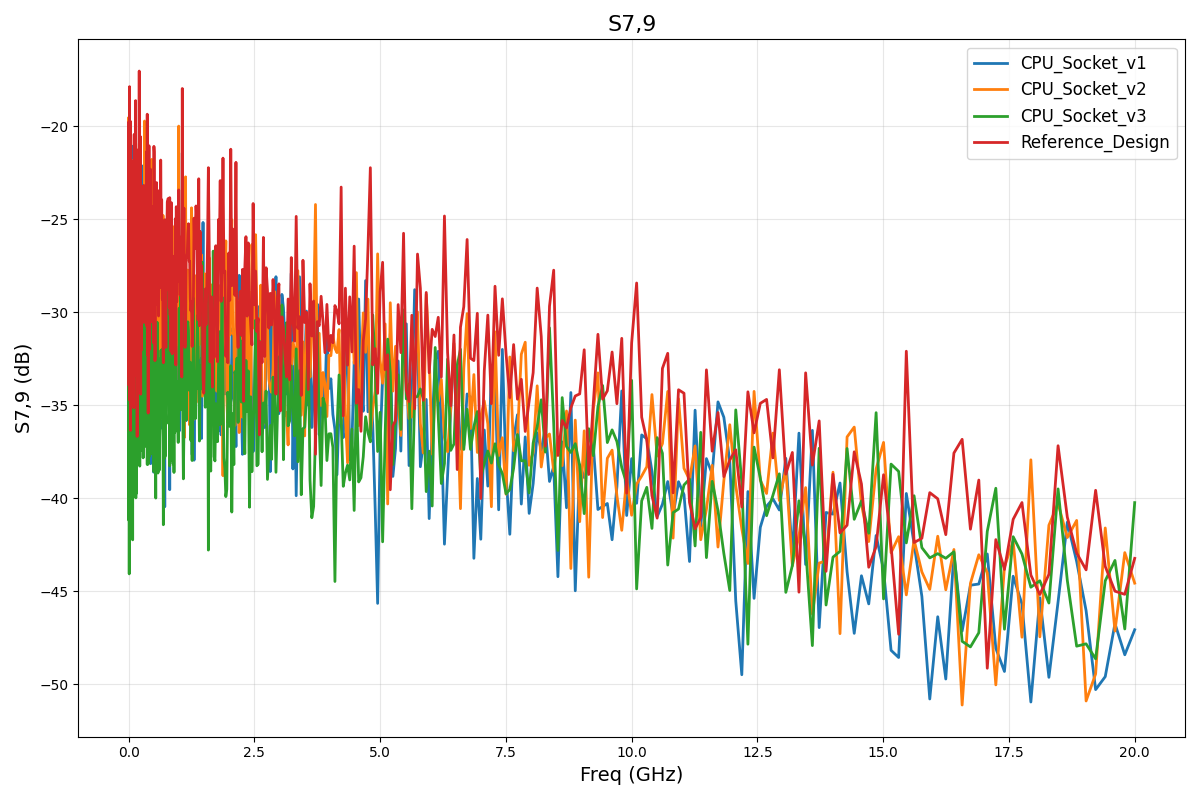 S7,9
CPU_Socket_v1
CPU_Socket_v2
CPU_Socket_v3
Reference_Design
S7,9 (dB)
−20
−25
−30
−35
−40
−45
−50
0.0 2.5 5.0 7.5 10.0 12.5 15.0 17.5 20.0
Freq (GHz)